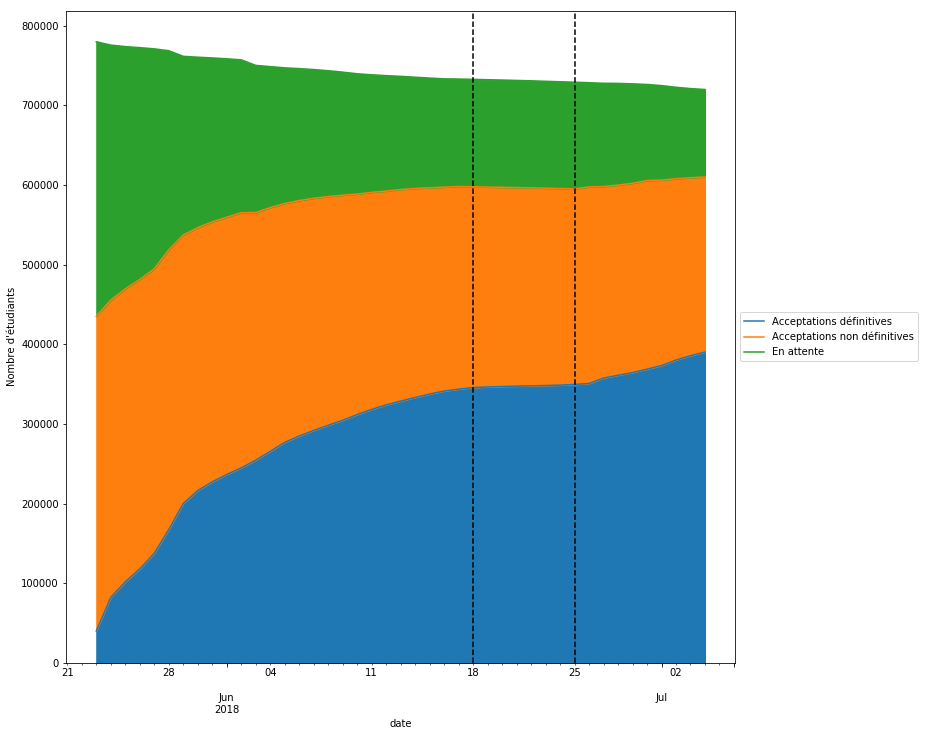 800000
700000
600000
500000
400000
300000
200000
100000
0
Nombre d'étudiants
21 28 04 11 18 25 02
Jun Jul
2018
date
Acceptations définitives
Acceptations non définitives
En attente